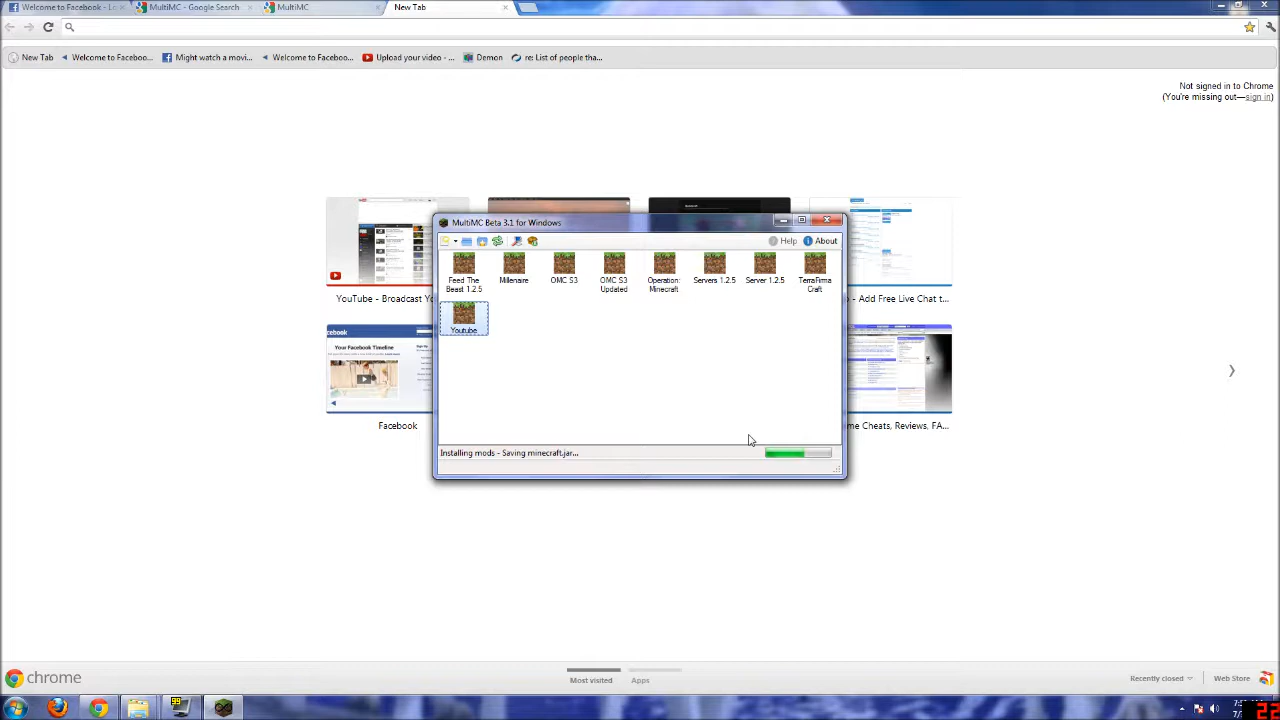 Welcome to Facebook - L
MultiMC - Google Search
MultiMC
New Tab
New Tab
Welcome to Faceboo...
Might watch a movi...
Welcome to Faceboo...
Upload your video - ...
Demon
re: List of people tha...
Not signed in to Chrome
(You're missing out—sign in)
MultiMC Beta 3.1 for Windows
Help
About
Feed The Beast 1.2.5
Millenaire
OMC S3
OMC S3 Updated
Operation: Minecraft
Servers 1.2.5
Server 1.2.5
TerraFirma Craft
Youtube
YouTube - Broadcast Yo
- Add Free Live Chat t...
cebook
Your Facebook Timeline
Facebook
me Cheats, Reviews, FA...
Installing mods - Saving minecraft.jar...
chrome
Most visited
Apps
Recently closed
Web Store
22